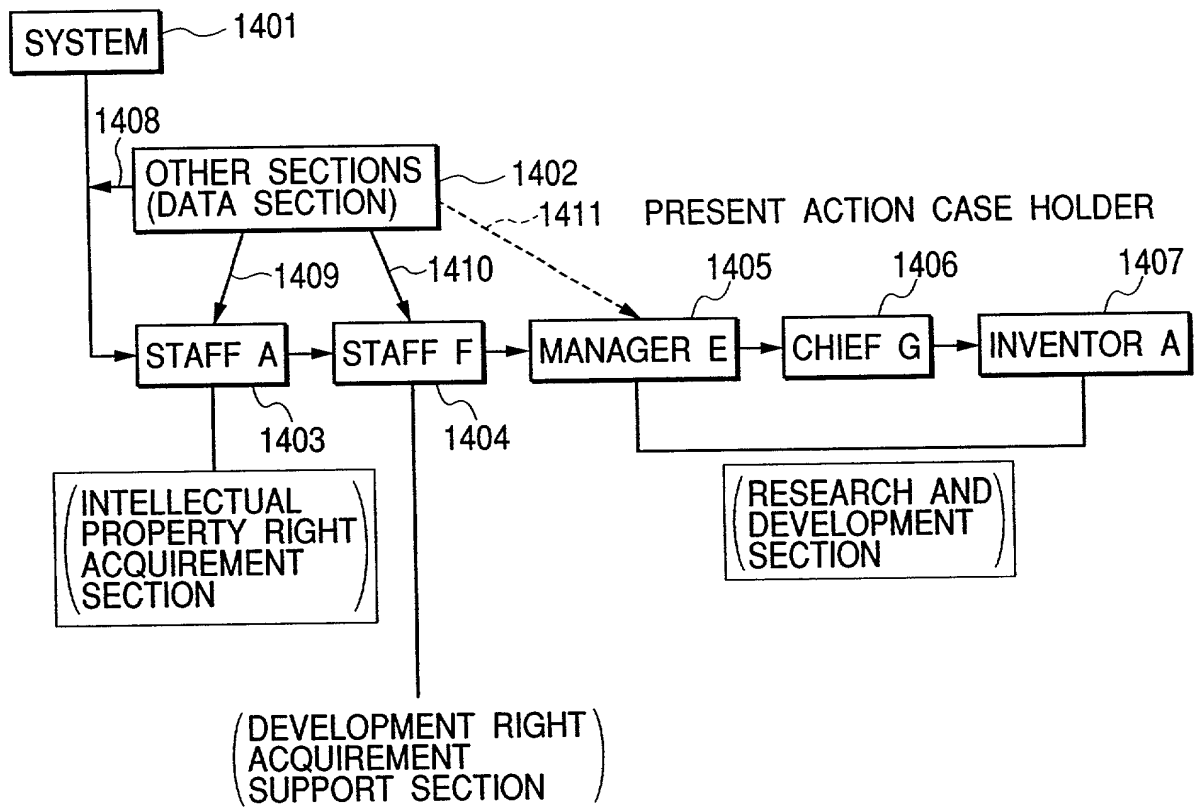 SYSTEM
1401
1408
OTHER SECTIONS
(DATA SECTION)
1402
1411
PRESENT ACTION CASE HOLDER
1409
1410
1405
1406
1407
STAFF A
STAFF F
MANAGER E
CHIEF G
INVENTOR A
1403
1404
(INTELLECTUAL
PROPERTY RIGHT
ACQUIREMENT
SECTION)
(RESEARCH AND
DEVELOPMENT
SECTION)
(DEVELOPMENT RIGHT
ACQUIREMENT
SUPPORT SECTION)